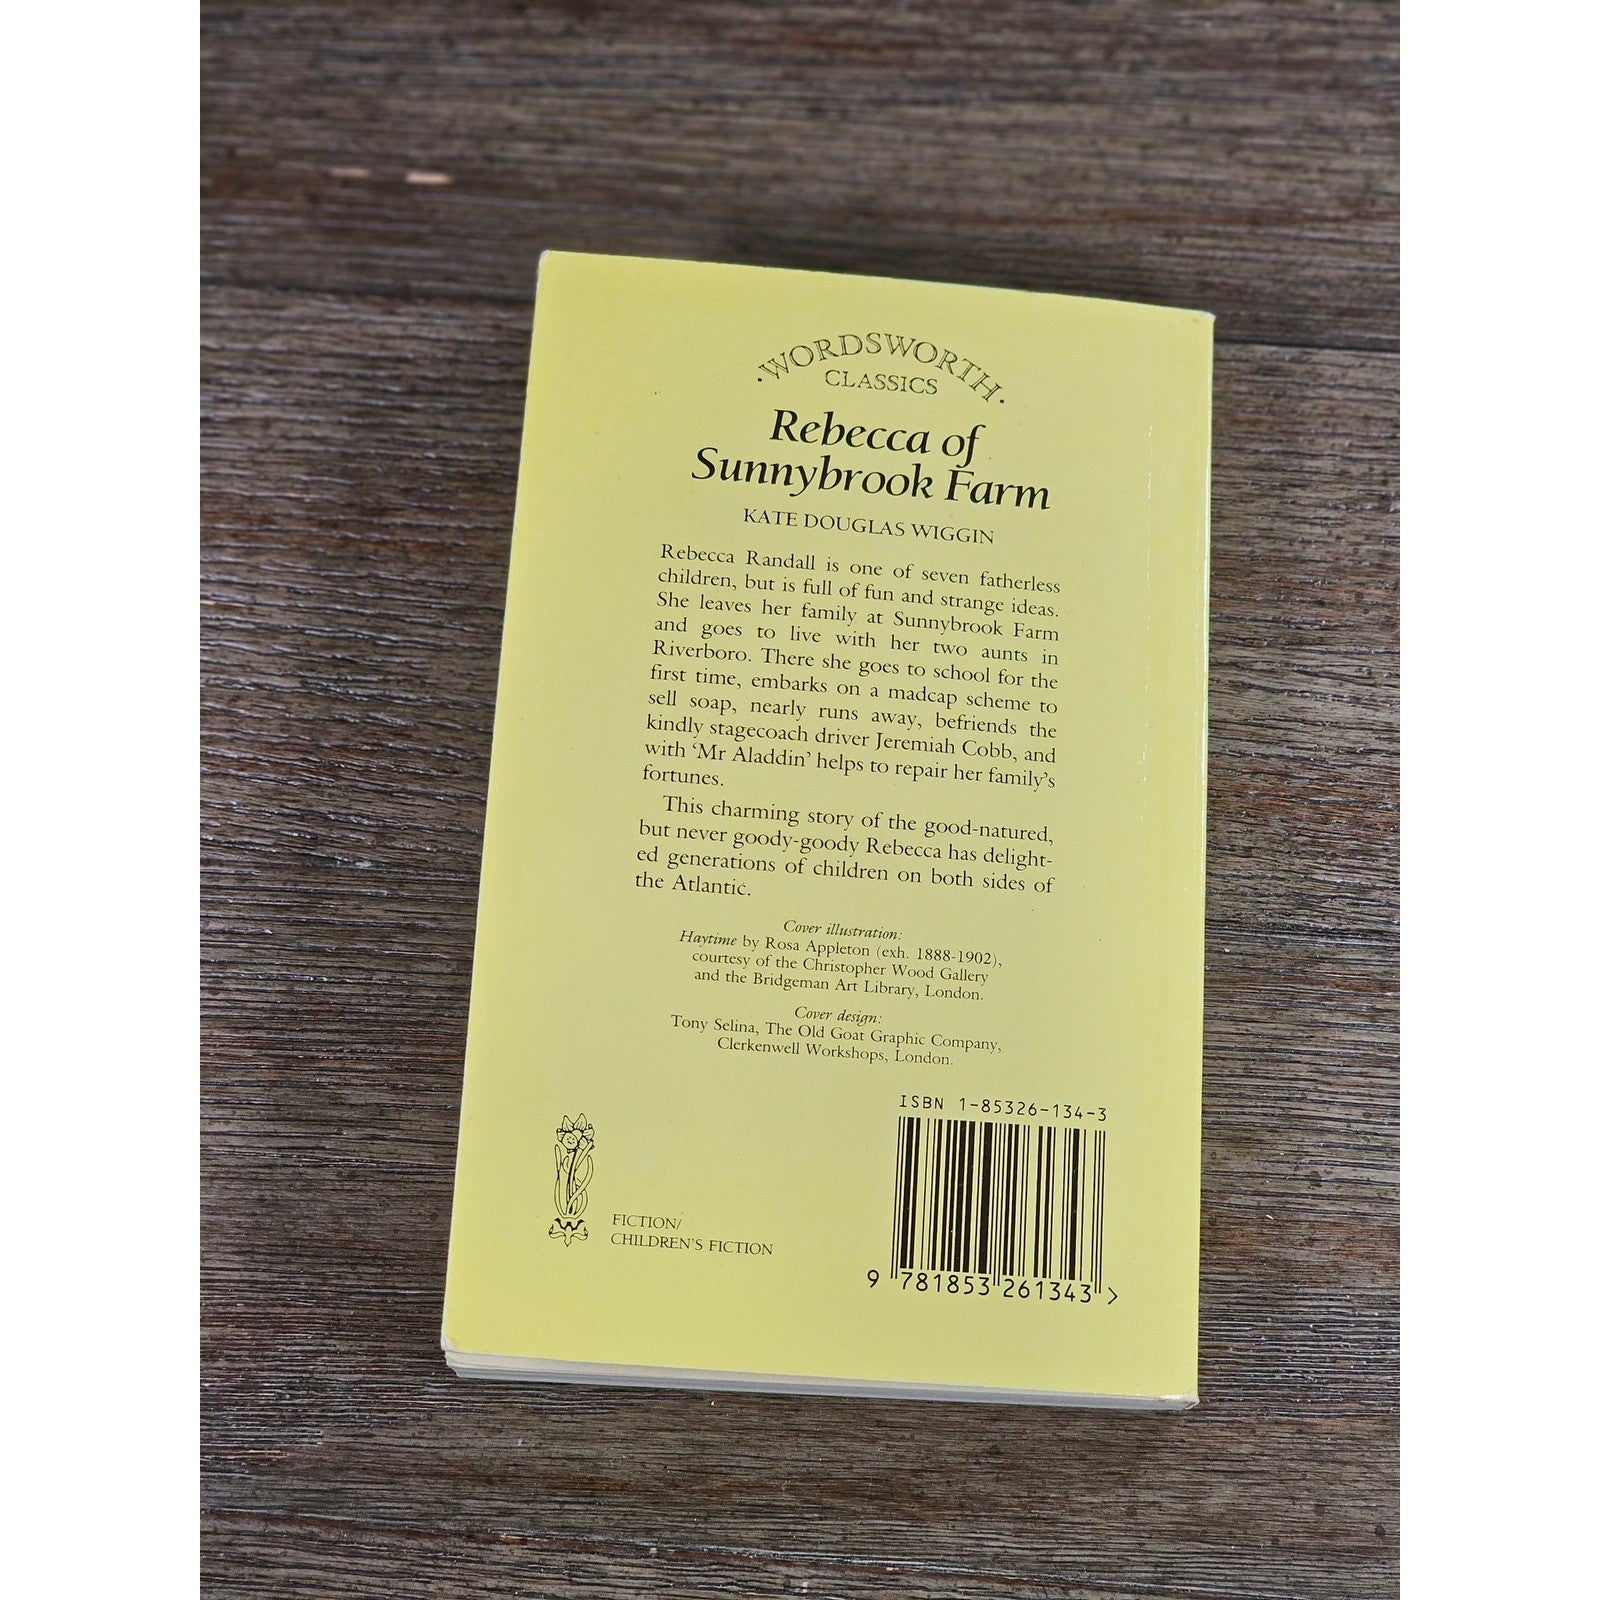 ·WORDSWORTH·
CLASSICS
Rebecca of
Sunnybrook Farm
KATE DOUGLAS WIGGIN
Rebecca Randall is one of seven fatherless
children, but is full of fun and strange ideas.
She leaves her family at Sunnybrook Farm
and goes to live with her two aunts in
Riverboro. There she goes to school for the
first time, embarks on a madcap scheme to
sell soap, nearly runs away, befriends the
kindly stagecoach driver Jeremiah Cobb, and
with ‘Mr Aladdin’ helps to repair her family’s
fortunes.
This charming story of the good-natured,
but never goody-goody Rebecca has delight-
ed generations of children on both sides of
the Atlantic.
Cover illustration:
Haytime by Rosa Appleton (exh. 1888-1902),
courtesy of the Christopher Wood Gallery
and the Bridgeman Art Library, London.
Cover design:
Tony Selina, The Old Goat Graphic Company,
Clerkenwell Workshops, London.
ISBN 1-85326-134-3
9 781853 261343 >
FICTION/
CHILDREN'S FICTION